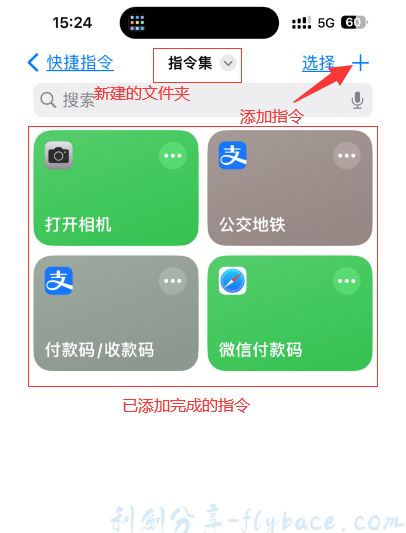 15:24
5G
60
快捷指令
指令集
选择
新建的文件夹
搜索
添加指令
打开相机
公交地铁
付款码/收款码
微信付款码
已添加完成的指令
利剑分享-flybace.com